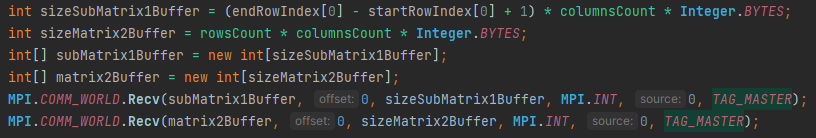 int sizeSubMatrix1Buffer = (endRowIndex[0] - startRowIndex[0] + 1) * columnsCount * Integer.BYTES;
int sizeMatrix2Buffer = rowsCount * columnsCount * Integer.BYTES;
int[] subMatrix1Buffer = new int[sizeSubMatrix1Buffer];
int[] matrix2Buffer = new int[sizeMatrix2Buffer];
MPI.COMM_WORLD.Recv(subMatrix1Buffer, offset: 0, sizeSubMatrix1Buffer, MPI.INT, source: 0, TAG_MASTER);
MPI.COMM_WORLD.Recv(matrix2Buffer, offset: 0, sizeMatrix2Buffer, MPI.INT, source: 0, TAG_MASTER);